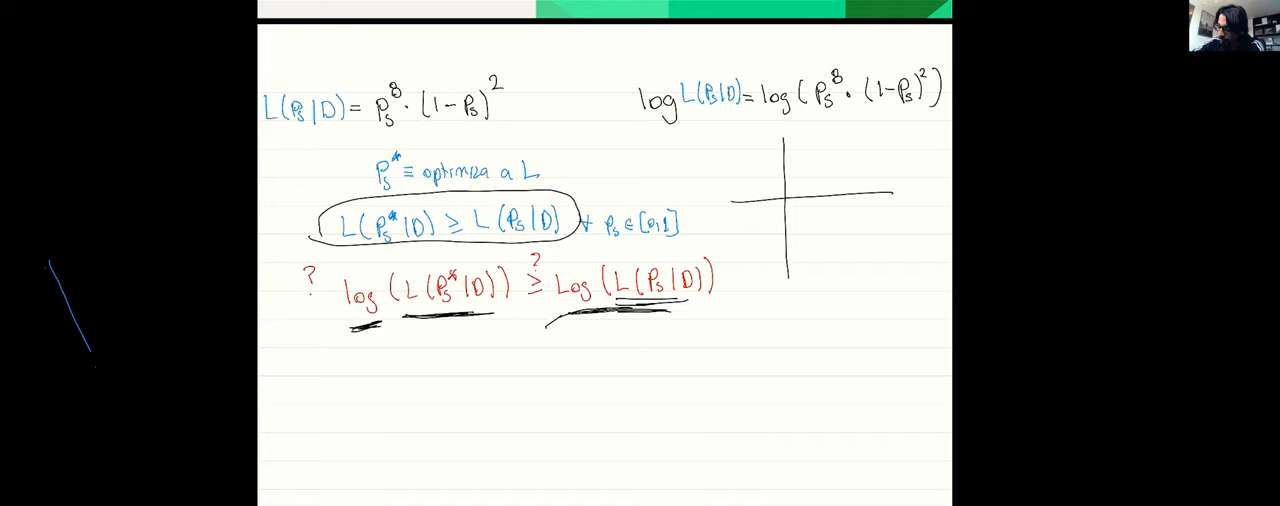 L(Ps|D) = Ps^8 · (1-Ps)^2
log L(Ps|D) = log(Ps^8 · (1-Ps)^2)
Ps* ≡ optimiza a L
L(Ps*|D) ≥ L(Ps|D) ∀ Ps ∈ [0,1]
? log(L(Ps*|D)) ≥? Log(L(Ps|D))